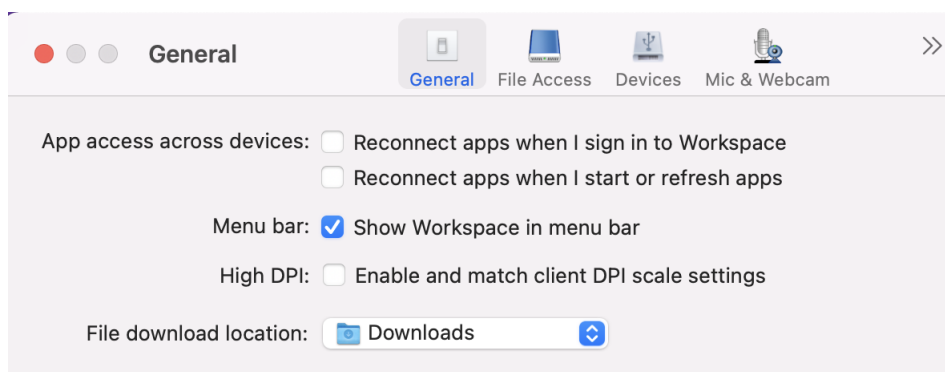 General
General File Access Devices Mic & Webcam
App access across devices: Reconnect apps when I sign in to Workspace
Reconnect apps when I start or refresh apps
Menu bar: Show Workspace in menu bar
High DPI: Enable and match client DPI scale settings
File download location: Downloads